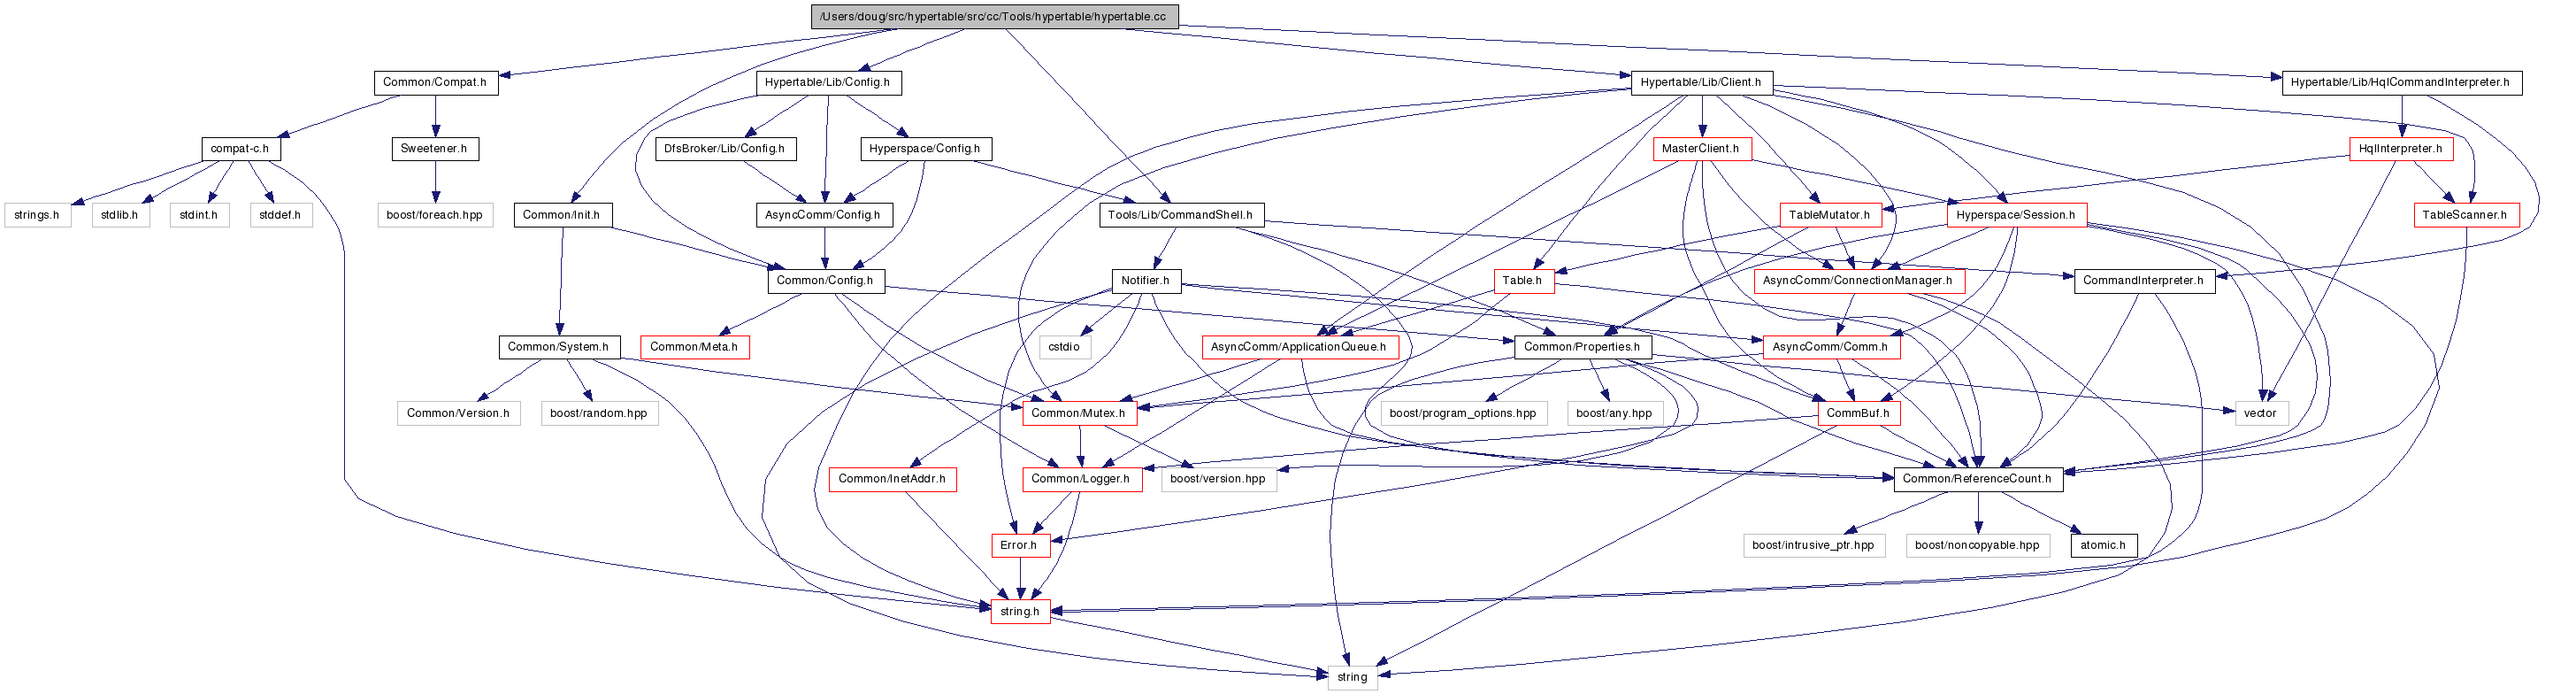 /Users/doug/src/hypertable/src/cc/Tools/hypertable/hypertable.cc
Common/Compat.h
Hypertable/Lib/Config.h
Hypertable/Lib/Client.h
Hypertable/Lib/HqlCommandInterpreter.h
compat-c.h
Sweetener.h
DfsBroker/Lib/Config.h
Hyperspace/Config.h
MasterClient.h
HqlInterpreter.h
strings.h
stdlib.h
stdint.h
stddef.h
boost/foreach.hpp
Common/Init.h
AsyncComm/Config.h
Tools/Lib/CommandShell.h
TableMutator.h
Hyperspace/Session.h
TableScanner.h
Common/Config.h
Notifier.h
Table.h
AsyncComm/ConnectionManager.h
CommandInterpreter.h
Common/System.h
Common/Meta.h
cstdio
AsyncComm/ApplicationQueue.h
Common/Properties.h
AsyncComm/Comm.h
Common/Version.h
boost/random.hpp
Common/Mutex.h
boost/program_options.hpp
boost/any.hpp
CommBuf.h
vector
Common/InetAddr.h
Common/Logger.h
boost/version.hpp
Common/ReferenceCount.h
Error.h
boost/intrusive_ptr.hpp
boost/noncopyable.hpp
atomic.h
string.h
string